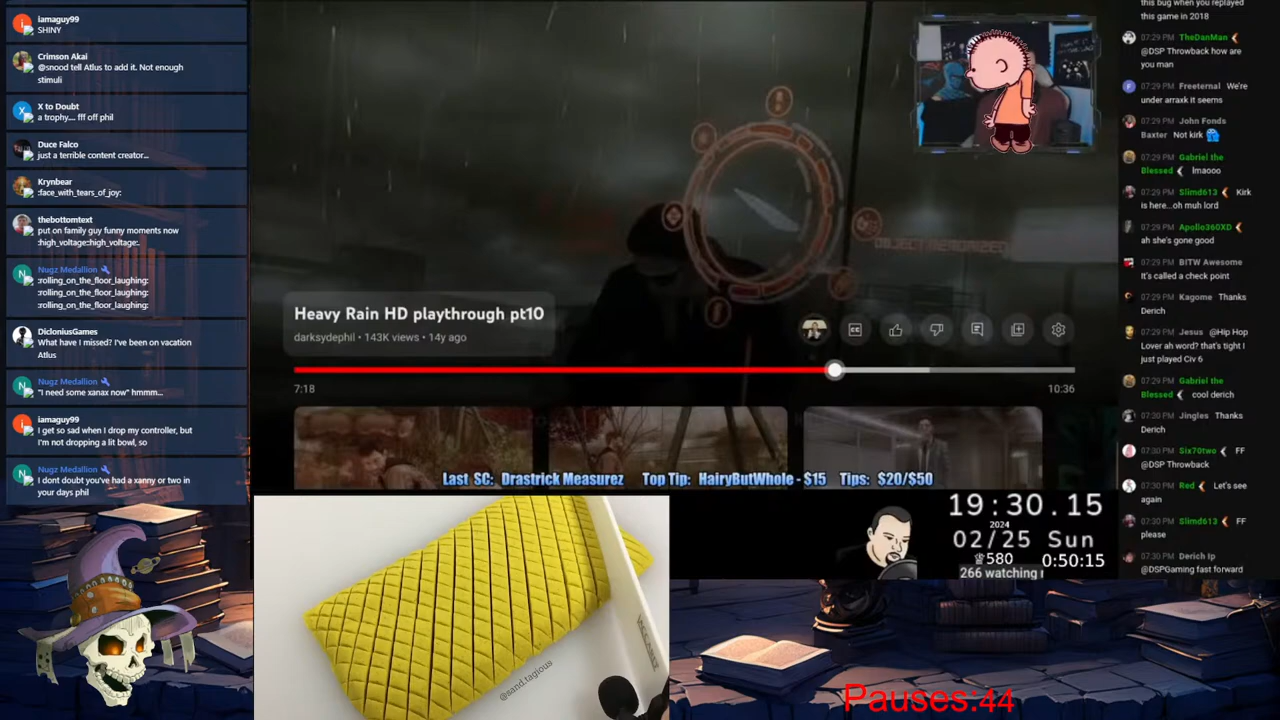 iamaguy99
SHINY
Crimson Akai
@snood tell Atlus to add it. Not enough
stimuli
X to Doubt
a trophy.... fff off phil
Duce Falco
just a terrible content creator...
Krynbear
:face_with_tears_of_joy:
thebottomtext
put on family guy funny moments now
:high_voltage::high_voltage:.
Nugz Medallion
:rolling_on_the_floor_laughing:
:rolling_on_the_floor_laughing:
:rolling_on_the_floor_laughing:
DicloniusGames
What have I missed? I've been on vacation
Atlus
Nugz Medallion
"I need some xanax now" hmmm...
iamaguy99
I get so sad when I drop my controller, but
I'm not dropping a lit bowl, so
Nugz Medallion
I dont doubt you've had a xanny or two in
your days phil
Heavy Rain HD playthrough pt10
darksydephil • 143K views • 14y ago
CC
7:18
10:36
Last SC: Drastrick Measurez Top Tip: HairyButWhole - $15 Tips: $20/$50
@sand.tagious
19:30.15
2024
02/25 Sun
580
0:50:15
266 watching
Pauses:44
this bug when you replayed
this game in 2018
07:29 PM TheDanMan
@DSP Throwback how are
you man
07:29 PM Freeternal We're
under arraxk it seems
07:29 PM John Fonds
Baxter Not kirk
07:29 PM Gabriel the
Blessed lmaooo
07:29 PM Slimd613 Kirk
is here...oh muh lord
07:29 PM Apollo360XD
ah she's gone good
07:29 PM BITW Awesome
It's called a check point
07:29 PM Kagome Thanks
Derich
07:29 PM Jesus @Hip Hop
Lover ah word? that's tight I
just played Civ 6
07:29 PM Gabriel the
Blessed cool derich
07:30 PM Jingles Thanks
Derich
07:30 PM Six70two FF
@DSP Throwback
07:30 PM Red Let's see
again
07:30 PM Slimd613 FF
please
07:30 PM Derich Ip
@DSPGaming fast forward